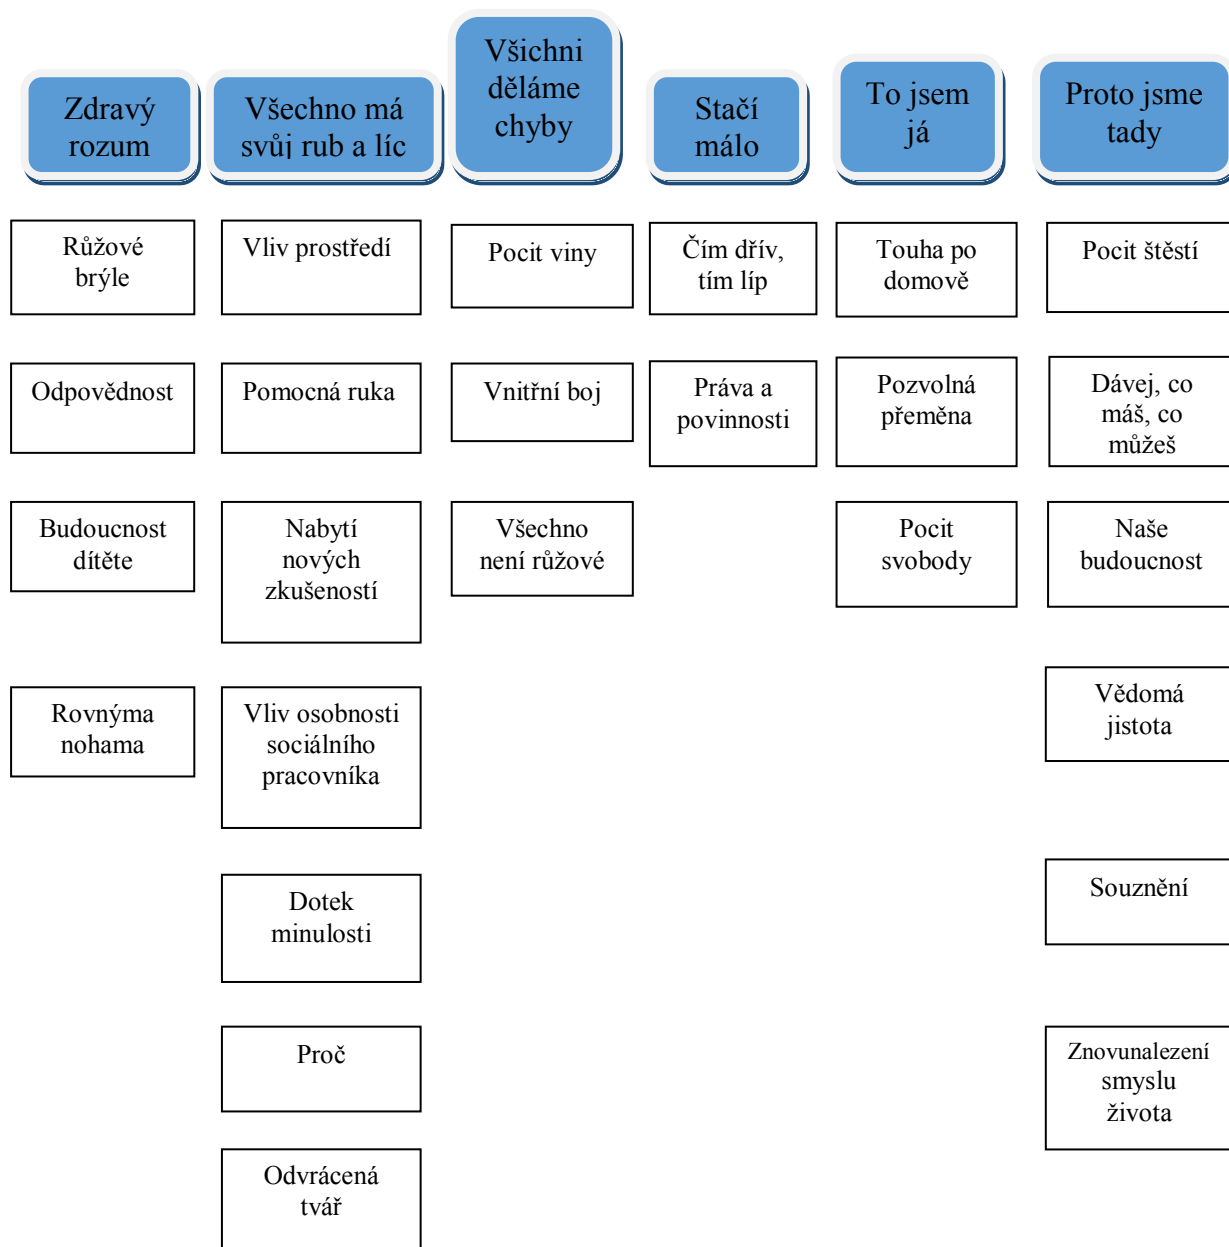 Zdravý
rozum
Všechno má
svůj rub a líc
Všichni
děláme
chyby
Stačí
málo
To jsem
já
Proto jsme
tady
Růžové
brýle
Vliv prostředí
Pocit viny
Čím dřív,
tím líp
Touha po
domově
Pocit štěstí
Odpovědnost
Pomocná ruka
Vnitřní boj
Práva a
povinnosti
Pozvolná
přeměna
Dávej, co
máš, co
můžeš
Budoucnost
dítěte
Nabytí
nových
zkušeností
Všechno
není růžové
Pocit
svobody
Naše
budoucnost
Rovnýma
nohama
Vliv osobnosti
sociálního
pracovníka
Vědomá
jistota
Dotek
minulosti
Souznění
Proč
Znovunalezení
smyslu
života
Odvrácená
tvář